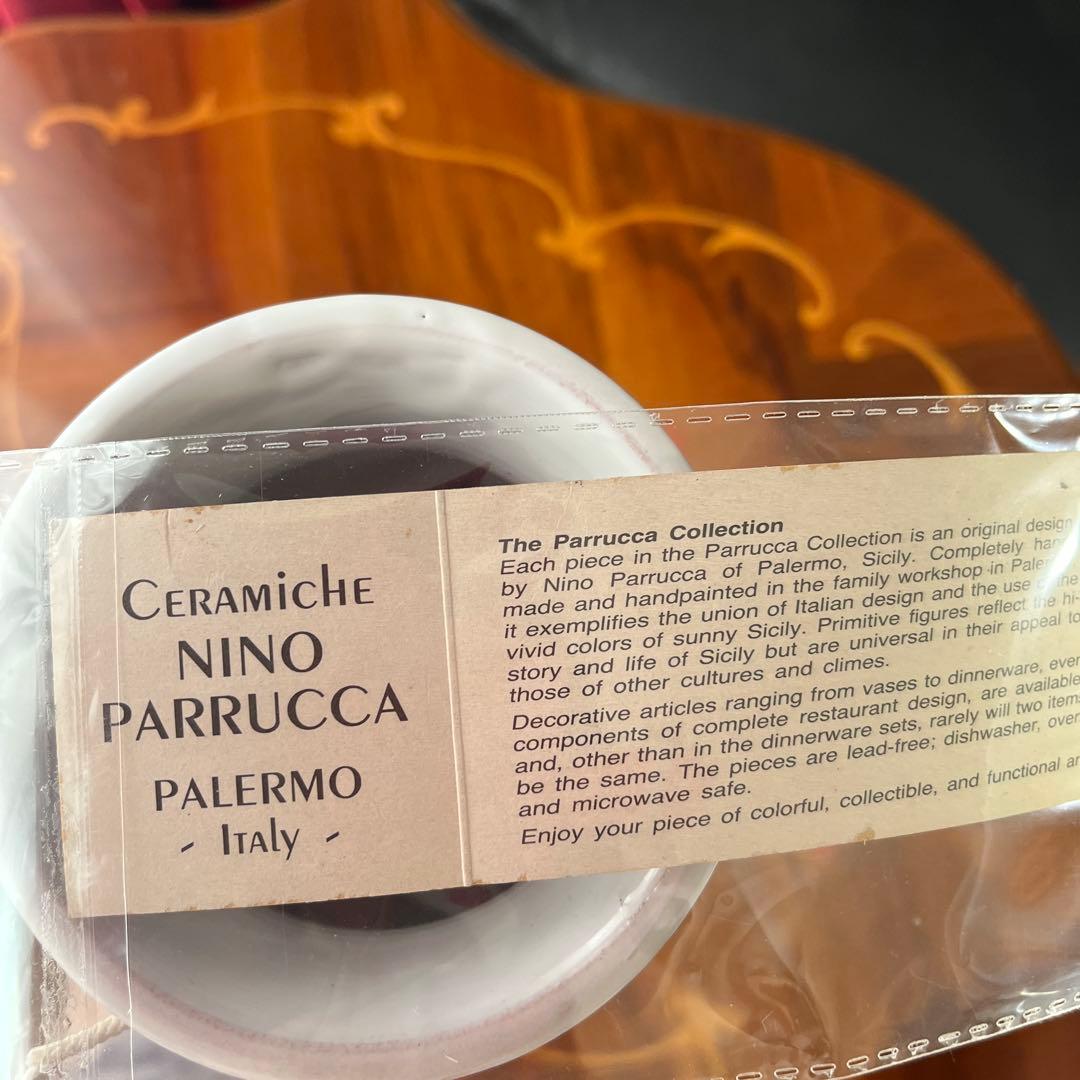 CERAMICHE
NINO
PARRUCCA
PALERMO
- ITALY -
The Parrucca Collection
Each piece in the Parrucca Collection is an original design
by Nino Parrucca of Palermo, Sicily. Completely
made and handpainted in the family workshop in
it exemplifies the union of Italian design and the use
vivid colors of sunny Sicily. Primitive figures reflect the hi-
story and life of Sicily but are universal in their appeal to
those of other cultures and climes.
Decorative articles ranging from vases to dinnerware, even
components of complete restaurant design, are available
and, other than in the dinnerware sets, rarely will two
be the same. The pieces are lead-free; dishwasher,
and microwave safe.
Enjoy your piece of colorful, collectible, and functional